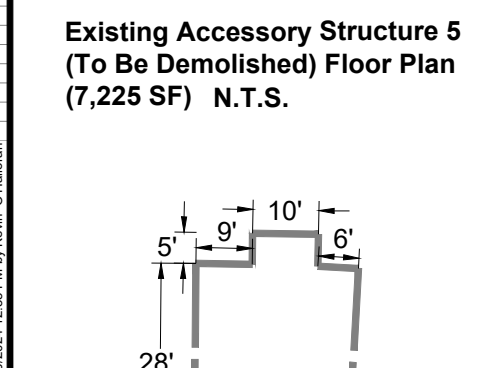 Existing Accessory Structure 5
(To Be Demolished) Floor Plan
(7,225 SF) N.T.S.
10'
9'
6'
5'
28'